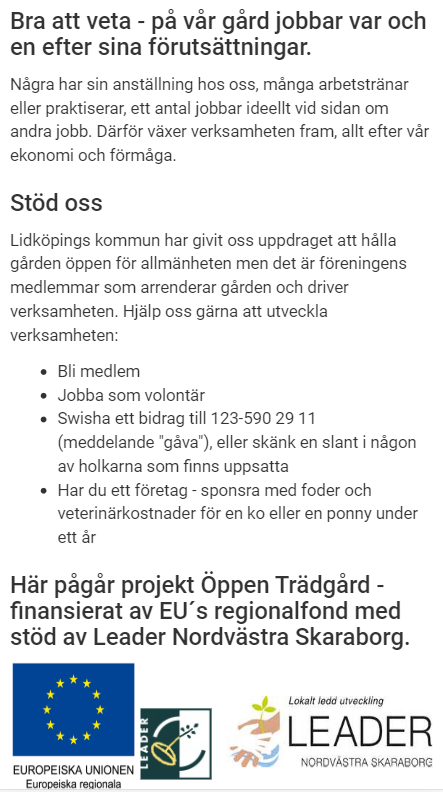 Bra att veta - på vår gård jobbar var och
en efter sina förutsättningar.
Några har sin anställning hos oss, många arbetstränar
eller praktiserar, ett antal jobbar ideellt vid sidan om
andra jobb. Därför växer verksamheten fram, allt efter vår
ekonomi och förmåga.
Stöd oss
Lidköpings kommun har givit oss uppdraget att hålla
gården öppen för allmänheten men det är föreningens
medlemmar som arrenderar gården och driver
verksamheten. Hjälp oss gärna att utveckla
verksamheten:
• Bli medlem
• Jobba som volontär
• Swisha ett bidrag till 123-590 29 11
(meddelande "gåva"), eller skänk en slant i någon
av holkarna som finns uppsatta
• Har du ett företag - sponsra med foder och
veterinärkostnader för en ko eller en ponny under
ett år
Här pågår projekt Öppen Trädgård -
finansierat av EU´s regionalfond med
stöd av Leader Nordvästra Skaraborg.
LEADER
Lokalt ledd utveckling
LEADER
NORDVÄSTRA SKARABORG
EUROPEISKA UNIONEN
Europeiska regionala